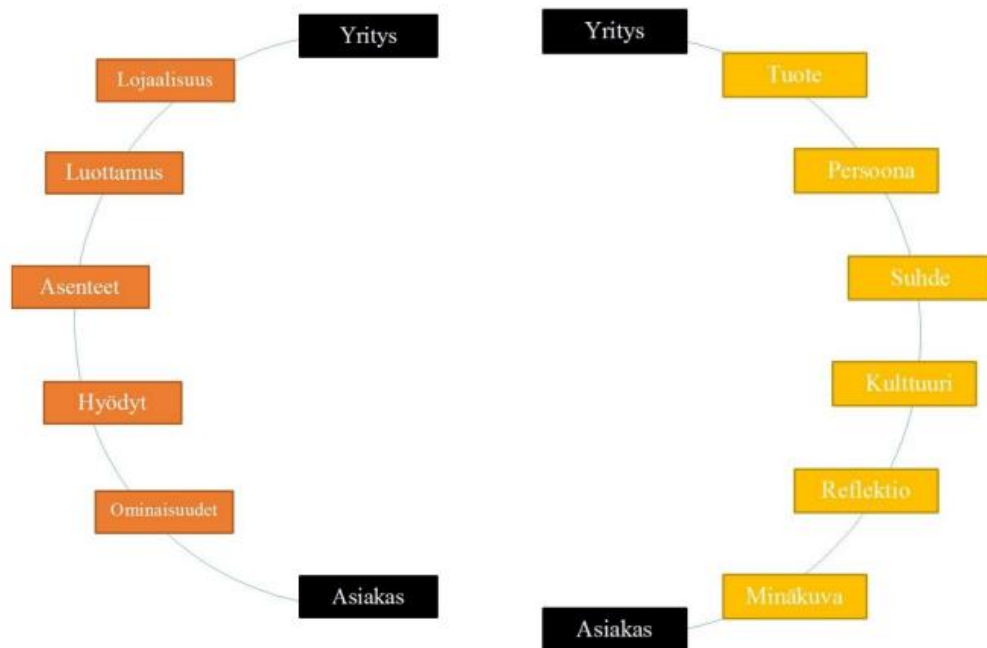 Yritys
Lojaalisuus
Luottamus
Asenteet
Hyödyt
Ominaisuudet
Asiakas
Yritys
Tuote
Persoona
Suhde
Kulttuuri
Reflektio
Minäkuva
Asiakas